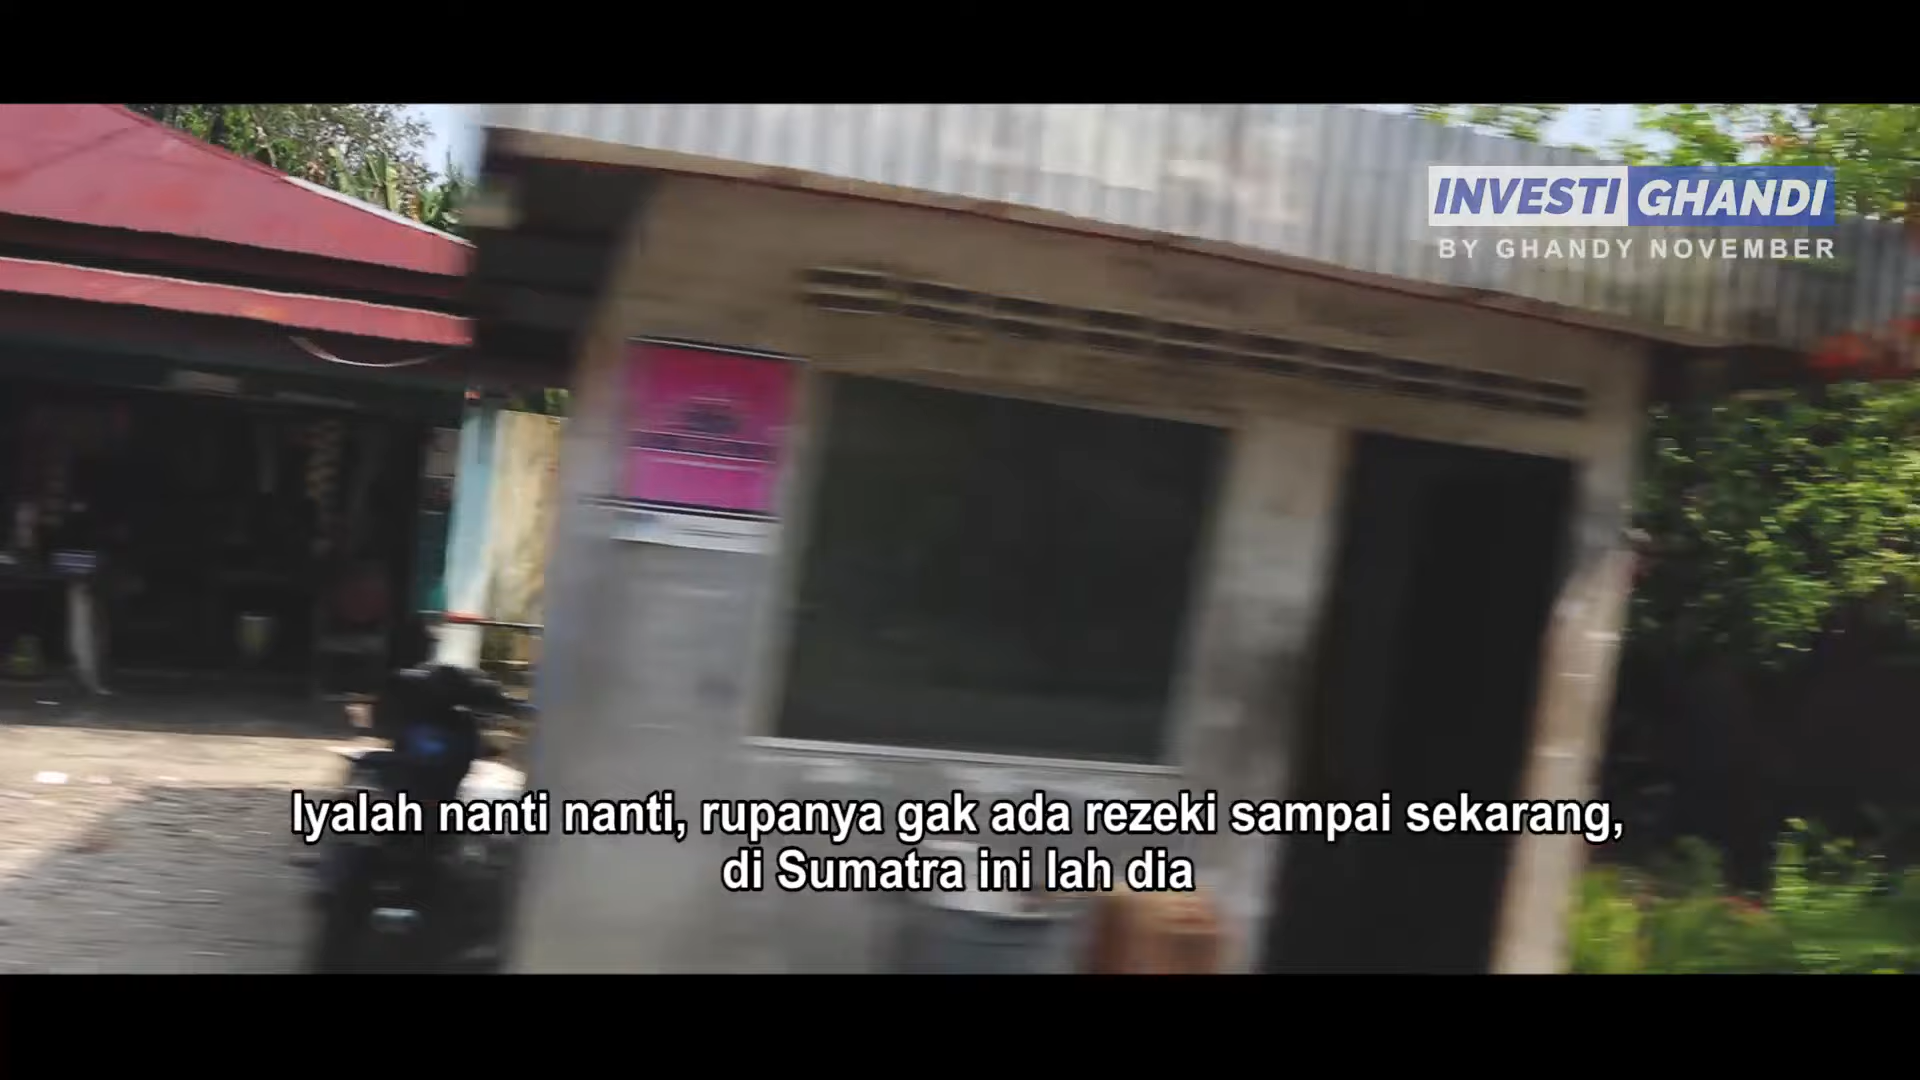 INVESTI GHANDI
BY GHANDY NOVEMBER
Iyalah nanti nanti, rupanya gak ada rezeki sampai sekarang,
di Sumatra ini lah dia